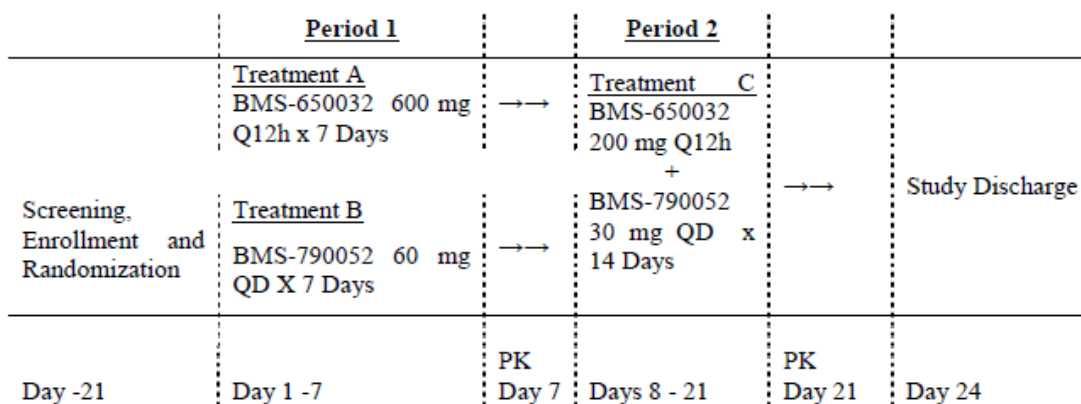 Period 1
Period 2
Treatment A
BMS-650032 600 mg
Q12h x 7 Days
→→
Treatment C
BMS-650032
200 mg Q12h
+
BMS-790052
30 mg QD x
14 Days
→→
Study Discharge
Screening,
Enrollment and
Randomization
Treatment B
BMS-790052 60 mg
QD X 7 Days
→→
Day -21
Day 1 -7
PK
Day 7
Days 8 - 21
PK
Day 21
Day 24